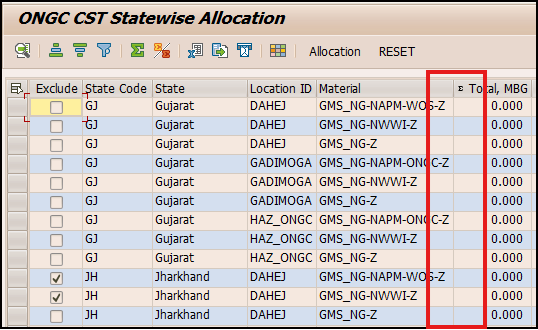 ONGC CST Statewise Allocation
Allocation RESET
Exclude State Code State Location ID Material Σ Total, MBG
GJ Gujarat DAHEJ GMS_NG-NAPM-WOS-Z 0.000
GJ Gujarat DAHEJ GMS_NG-NWWI-Z 0.000
GJ Gujarat DAHEJ GMS_NG-Z 0.000
GJ Gujarat GADIMOGA GMS_NG-NAPM-ONGC-Z 0.000
GJ Gujarat GADIMOGA GMS_NG-NWWI-Z 0.000
GJ Gujarat GADIMOGA GMS_NG-Z 0.000
GJ Gujarat HAZ_ONGC GMS_NG-NAPM-ONGC-Z 0.000
GJ Gujarat HAZ_ONGC GMS_NG-NWWI-Z 0.000
GJ Gujarat HAZ_ONGC GMS_NG-Z 0.000
JH Jharkhand DAHEJ GMS_NG-NAPM-WOS-Z 0.000
JH Jharkhand DAHEJ GMS_NG-NWWI-Z 0.000
JH Jharkhand DAHEJ GMS_NG-Z 0.000